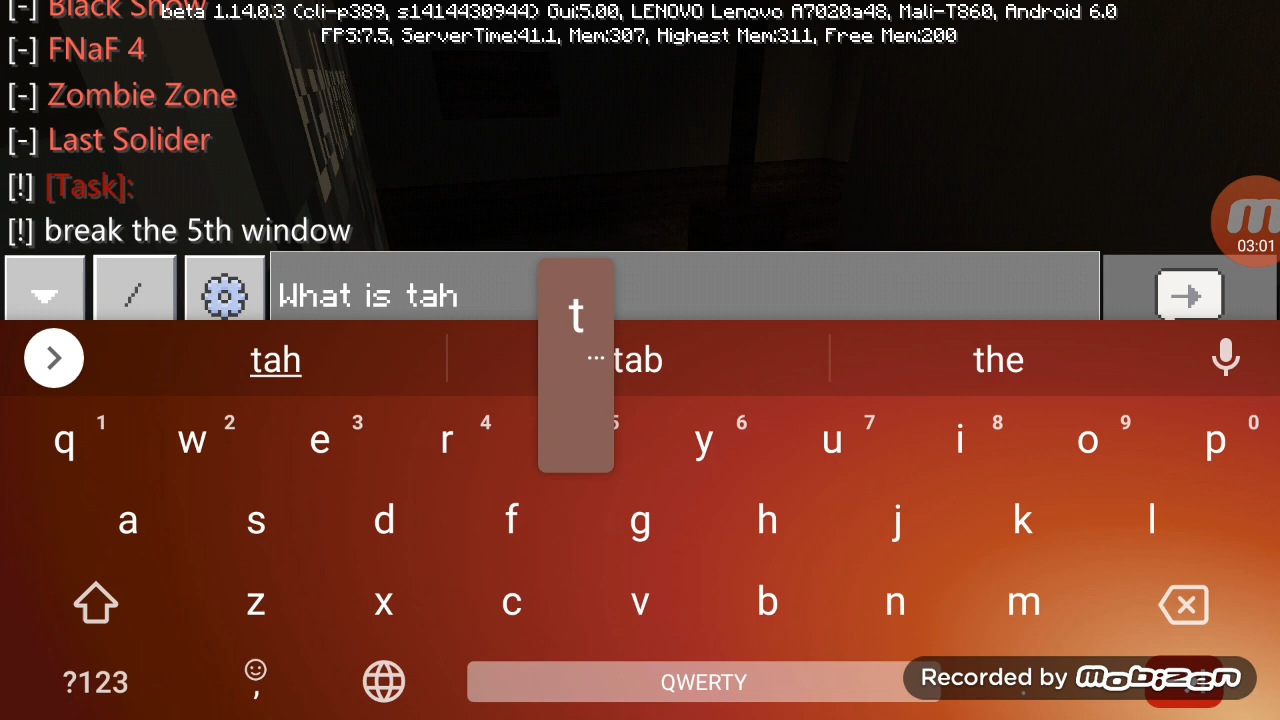 beta 1.14.0.3 (cli-p389, s1414430944) Gui:5.00, LENOVO Lenovo A7020a48, Mali-T860, Android 6.0
FPS:7.5, ServerTime:41.1, Mem:307, Highest Mem:311, Free Mem:200
[-] Black Show
[-] FNaF 4
[-] Zombie Zone
[-] Last Solider
[!] [Task]:
[!] break the 5th window
03:01
/ What is tah
t
tah ... tab the
q 1 w 2 e 3 r 4 5 y 6 u 7 i 8 o 9 p 0
a s d f g h j k l
z x c v b n m
?123 , QWERTY .
Recorded by mobizen